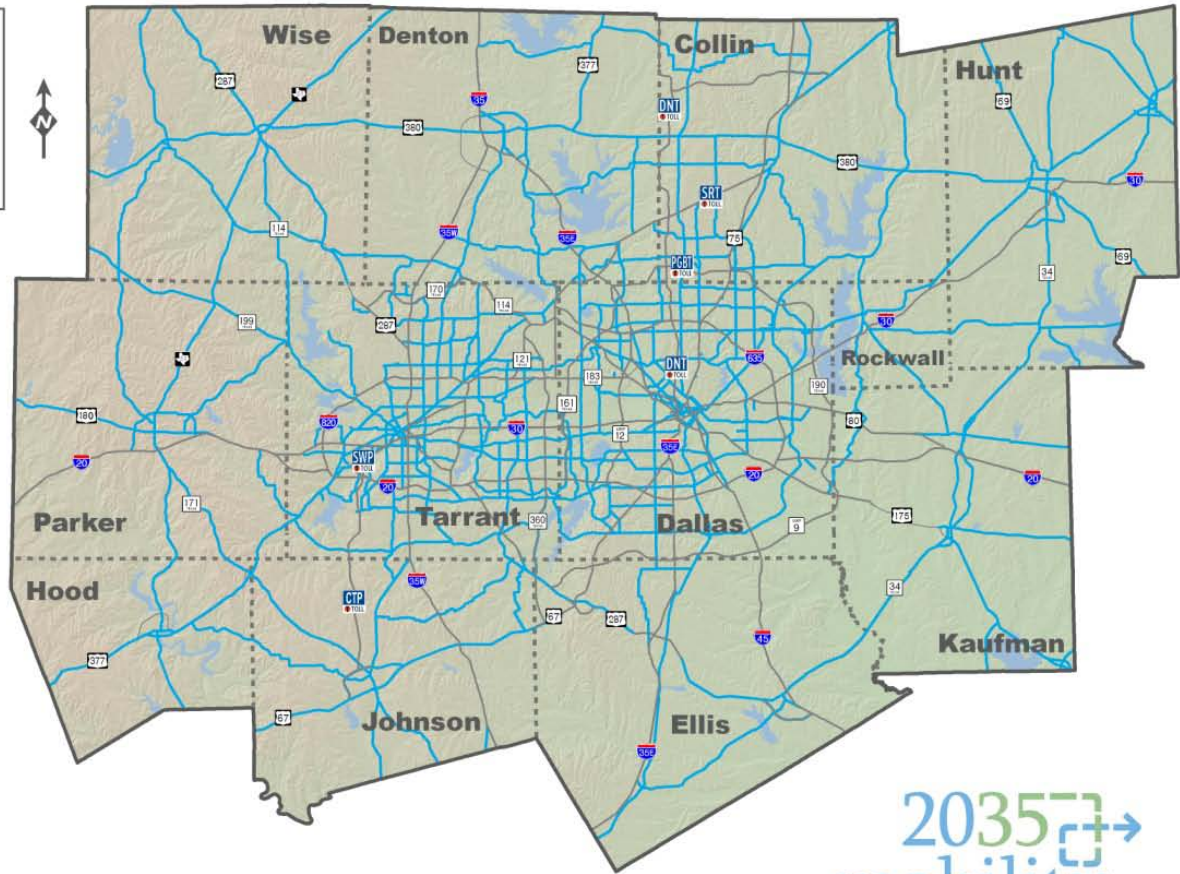 Wise
Denton
Collin
Hunt
N
287
377
35
DNT
TOLL
69
380
380
30
SRT
TOLL
114
35W
35E
75
69
34
PGBT
TOLL
170
114
199
287
30
121
DNT
TOLL
635
Rockwall
183
190
180
161
80
820
30
12
35E
20
SWP
TOLL
20
20
20
171
175
Parker
Tarrant
360
Dallas
9
Hood
35W
34
CTP
TOLL
67
287
45
Kaufman
377
67
Johnson
Ellis
35E
2035